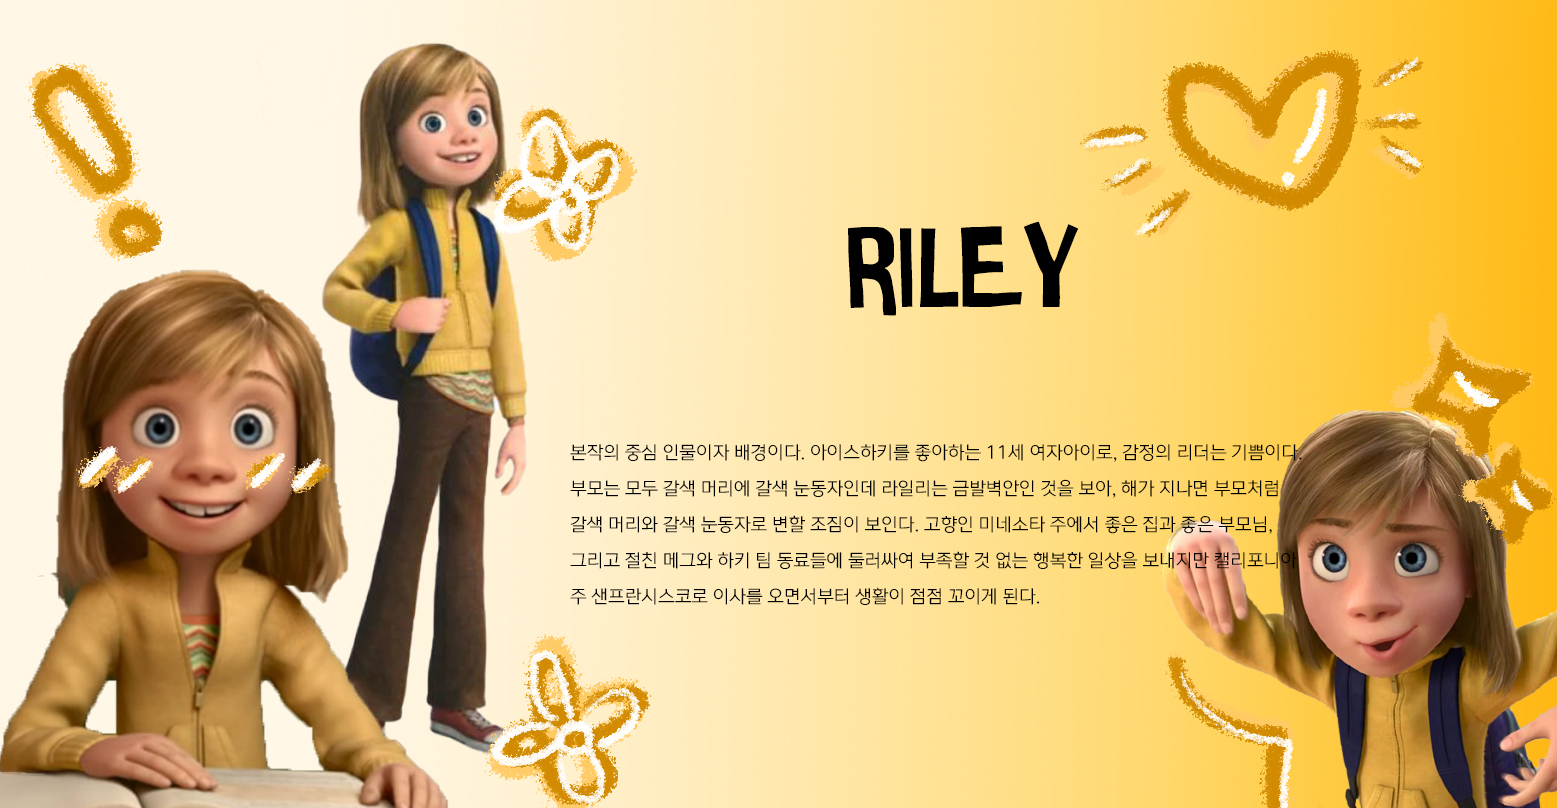 RILEY
본작의 중심 인물이자 배경이다. 아이스하키를 좋아하는 11세 여자아이로, 감정의 리더는 기쁨이다.
부모는 모두 갈색 머리에 갈색 눈동자인데 라일리는 금발벽안인 것을 보아, 해가 지나면 부모처럼
갈색 머리와 갈색 눈동자로 변할 조짐이 보인다. 고향인 미네소타 주에서 좋은 집과 좋은 부모님,
그리고 절친 메그와 하키 팀 동료들에 둘러싸여 부족할 것 없는 행복한 일상을 보내지만 캘리포니아
주 샌프란시스코로 이사를 오면서부터 생활이 점점 꼬이게 된다.